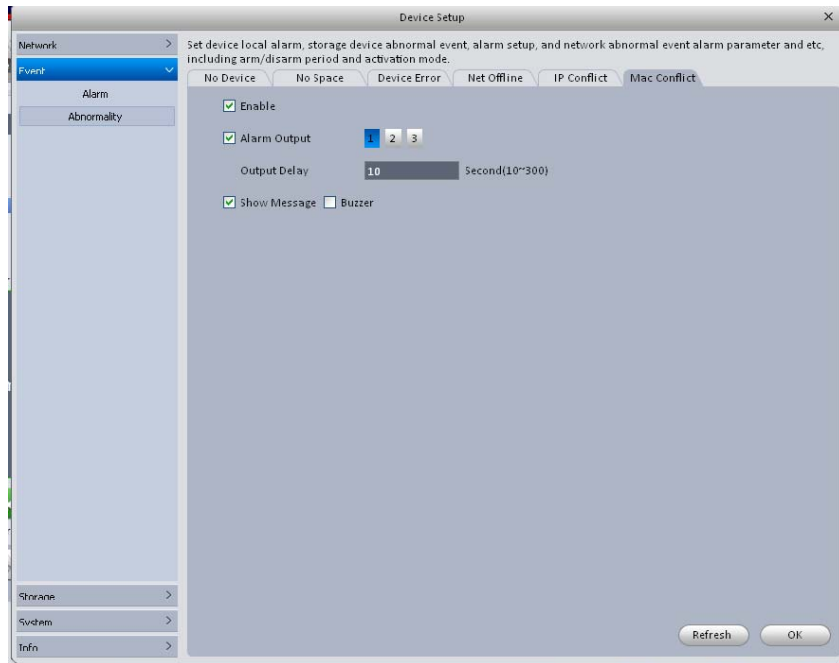 Device Setup
Network
Event
Alarm
Abnormality
Storage
System
Info
Set device local alarm, storage device abnormal event, alarm setup, and network abnormal event alarm parameter and etc,
including arm/disarm period and activation mode.
No Device No Space Device Error Net Offline IP Conflict Mac Conflict
Enable
Alarm Output 1 2 3
Output Delay 10 Second(10~300)
Show Message Buzzer
Refresh OK